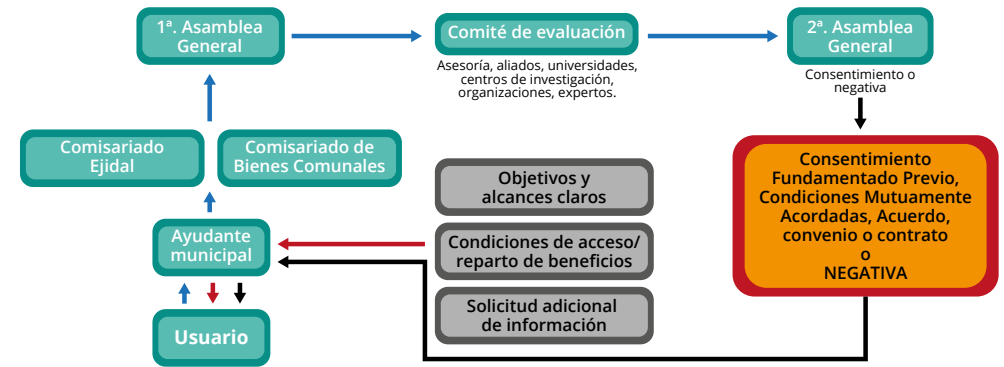 1ª. Asamblea
General
Comité de evaluación
Asesoría, aliados, universidades,
centros de investigación,
organizaciones, expertos.
2ª. Asamblea
General
Consentimiento o
negativa
Comisariado
Ejidal
Comisariado de
Bienes Comunales
Objetivos y
alcances claros
Condiciones de acceso/
reparto de beneficios
Solicitud adicional
de información
Consentimiento
Fundamentado Previo,
Condiciones Mutuamente
Acordadas, Acuerdo,
convenio o contrato
o
NEGATIVA
Ayudante
municipal
Usuario